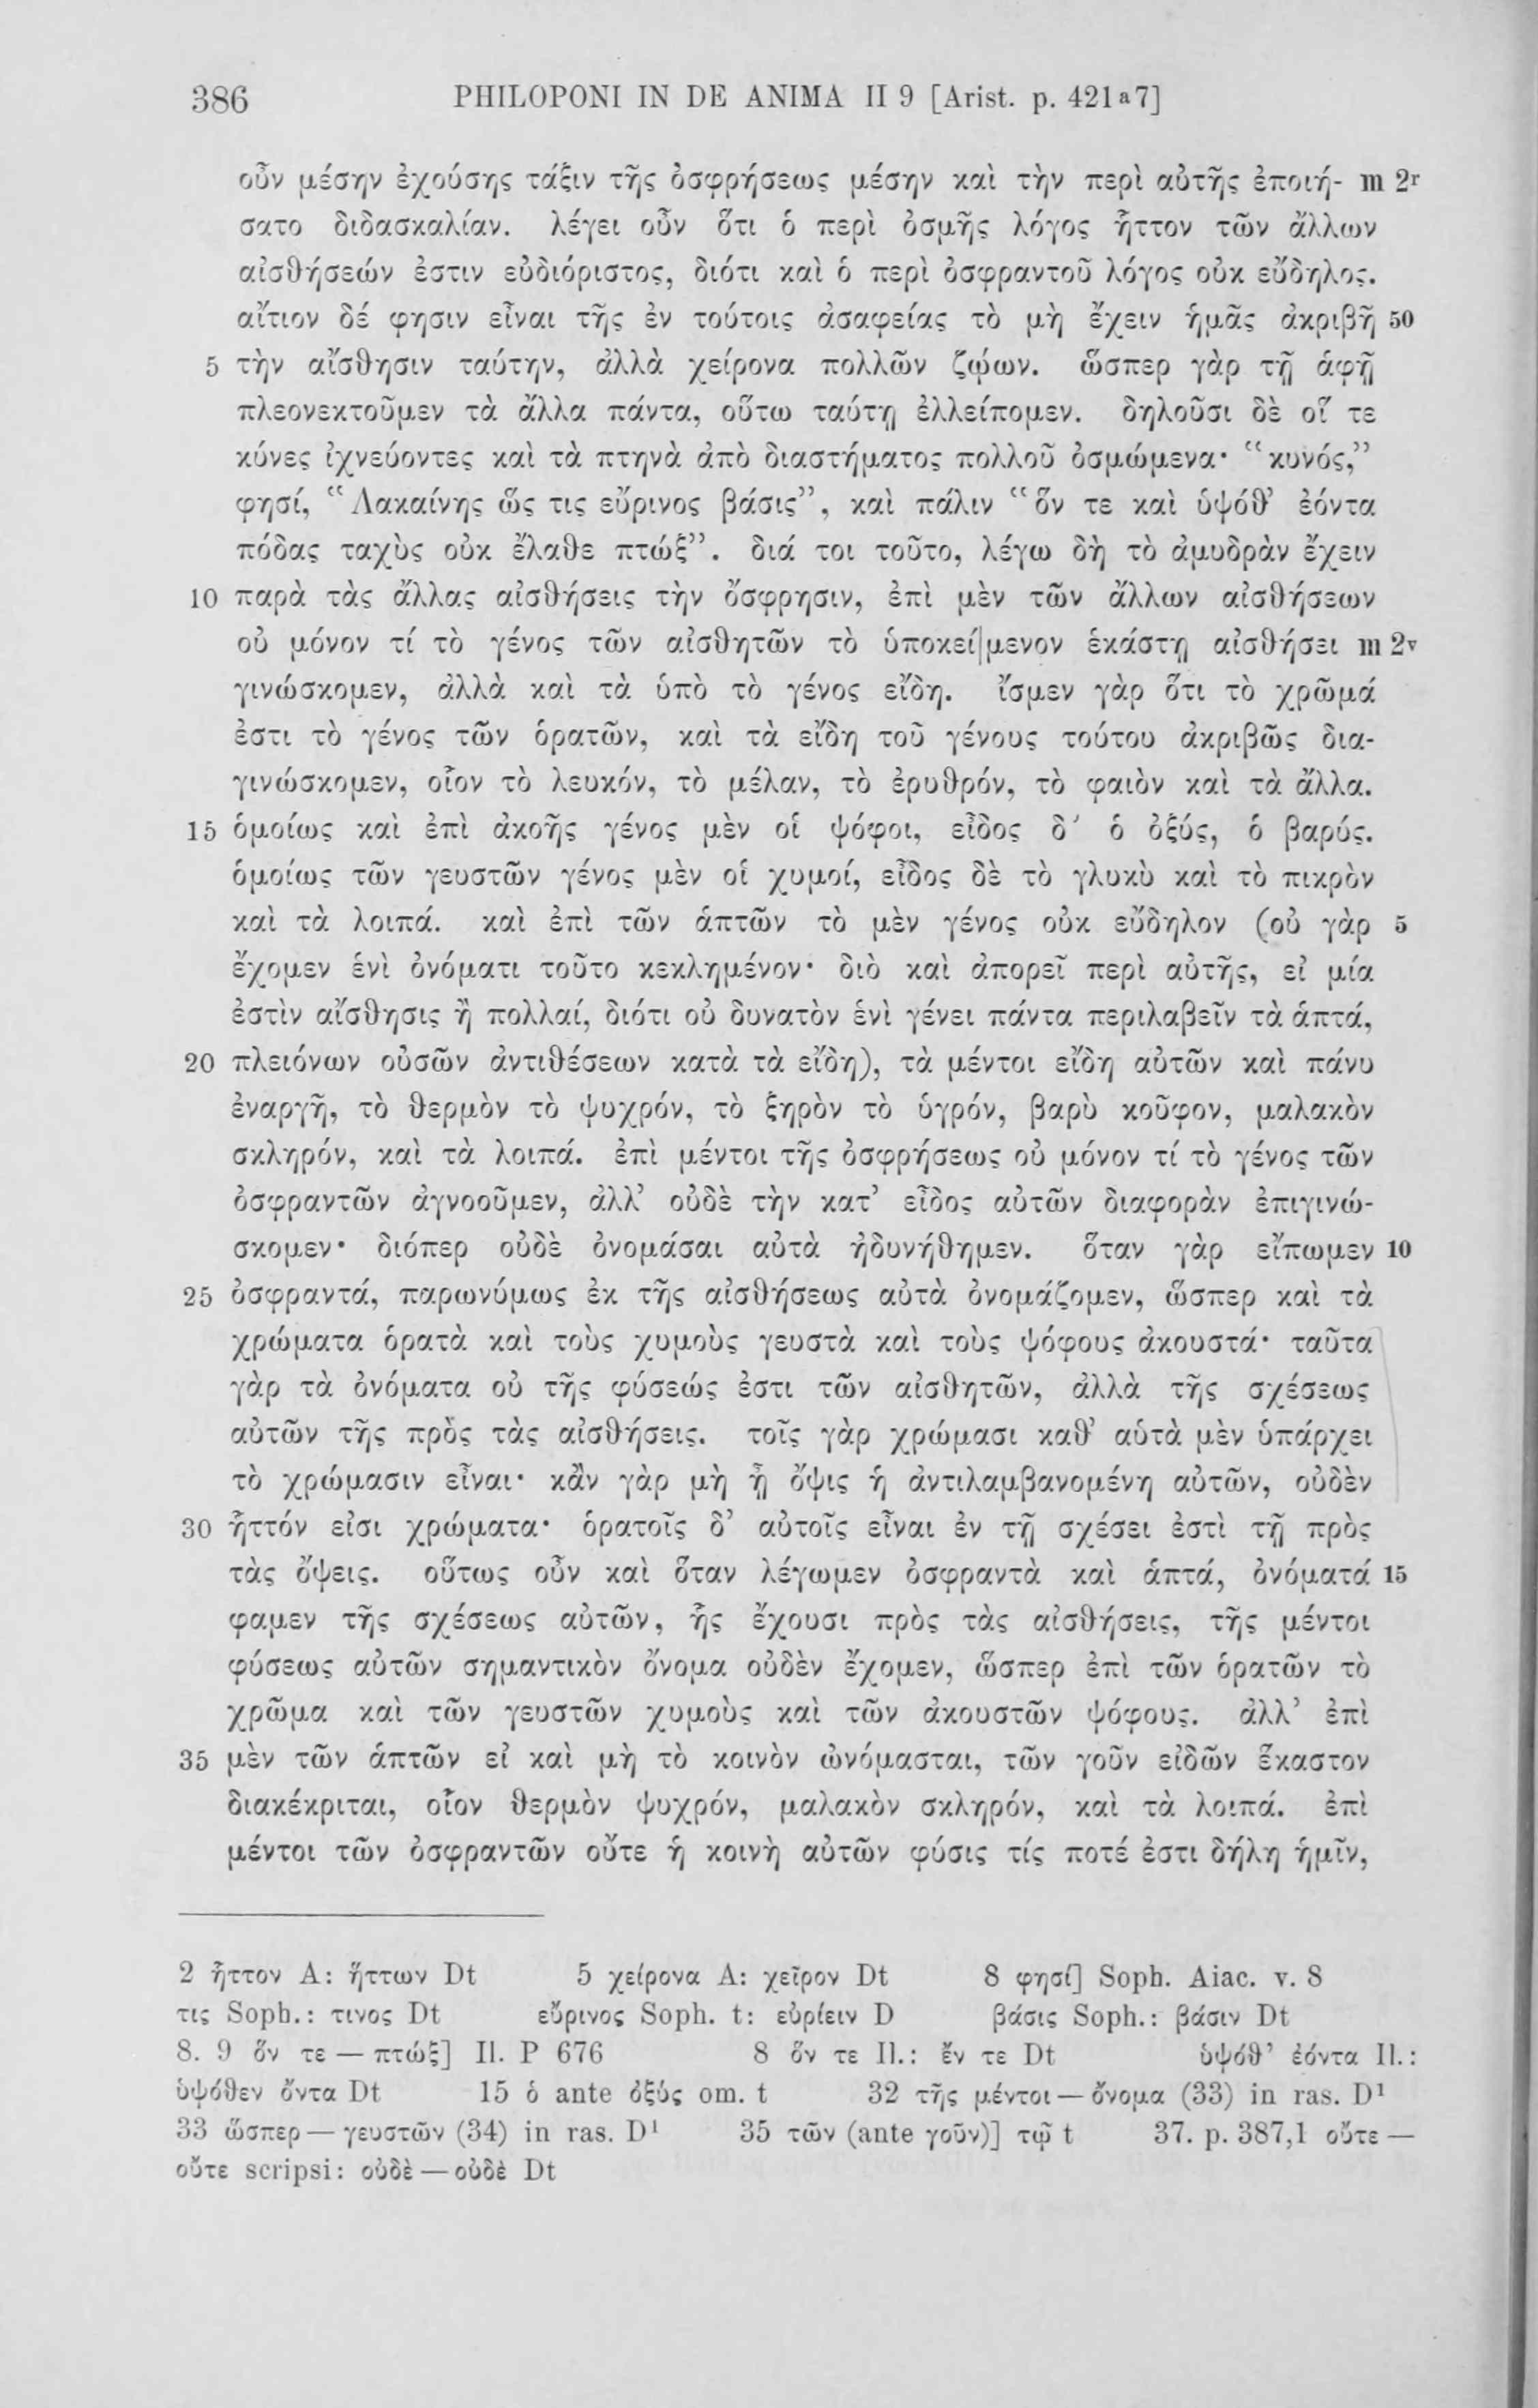 386 PHILOPONI IN DE ANIMA II 9 [Arist. p. 421ᵃ7]
οὖν μέσην ἐχούσης τάξιν τῆς ὀσφρήσεως μέσην καὶ τὴν περὶ αὐτῆς ἐποιή- m 2ʳ
σατο διδασκαλίαν. λέγει οὖν ὅτι ὁ περὶ ὀσμῆς λόγος ἧττον τῶν ἄλλων
αἰσθήσεών ἐστιν εὐδιόριστος, διότι καὶ ὁ περὶ ὀσφραντοῦ λόγος οὐκ εὔδηλος.
αἴτιον δέ φησιν εἶναι τῆς ἐν τούτοις ἀσαφείας τὸ μὴ ἔχειν ἡμᾶς ἀκριβῆ 50
5 τὴν αἴσθησιν ταύτην, ἀλλὰ χείρονα πολλῶν ζῴων. ὥσπερ γὰρ τῇ ἁφῇ
πλεονεκτοῦμεν τὰ ἄλλα πάντα, οὕτω ταύτῃ ἐλλείπομεν. δηλοῦσι δὲ οἵ τε
κύνες ἰχνεύοντες καὶ τὰ πτηνὰ ἀπὸ διαστήματος πολλοῦ ὀσμώμενα· “κυνός,”
φησί, “Λακαίνης ὥς τις εὔρινος βάσις”, καὶ πάλιν “ὅν τε καὶ ὑψόθ’ ἐόντα
πόδας ταχὺς οὐκ ἔλαθε πτώξ”. διά τοι τοῦτο, λέγω δὴ τὸ ἀμυδρὰν ἔχειν
10 παρὰ τὰς ἄλλας αἰσθήσεις τὴν ὄσφρησιν, ἐπὶ μὲν τῶν ἄλλων αἰσθήσεων
οὐ μόνον τί τὸ γένος τῶν αἰσθητῶν τὸ ὑποκεί|μενον ἑκάστῃ αἰσθήσει m 2ᵛ
γινώσκομεν, ἀλλὰ καὶ τὰ ὑπὸ τὸ γένος εἴδη. ἴσμεν γὰρ ὅτι τὸ χρῶμά
ἐστι τὸ γένος τῶν ὁρατῶν, καὶ τὰ εἴδη τοῦ γένους τούτου ἀκριβῶς δια-
γινώσκομεν, οἷον τὸ λευκόν, τὸ μέλαν, τὸ ἐρυθρόν, τὸ φαιὸν καὶ τὰ ἄλλα.
15 ὁμοίως καὶ ἐπὶ ἀκοῆς γένος μὲν οἱ ψόφοι, εἶδος δ’ ὁ ὀξύς, ὁ βαρύς.
ὁμοίως τῶν γευστῶν γένος μὲν οἱ χυμοί, εἶδος δὲ τὸ γλυκὺ καὶ τὸ πικρὸν
καὶ τὰ λοιπά. καὶ ἐπὶ τῶν ἁπτῶν τὸ μὲν γένος οὐκ εὔδηλον (οὐ γὰρ 5
ἔχομεν ἑνὶ ὀνόματι τοῦτο κεκλημένον· διὸ καὶ ἀπορεῖ περὶ αὐτῆς, εἰ μία
ἐστὶν αἴσθησις ἢ πολλαί, διότι οὐ δυνατὸν ἑνὶ γένει πάντα περιλαβεῖν τὰ ἁπτά,
20 πλειόνων οὐσῶν ἀντιθέσεων κατὰ τὰ εἴδη), τὰ μέντοι εἴδη αὐτῶν καὶ πάνυ
ἐναργῆ, τὸ θερμὸν τὸ ψυχρόν, τὸ ξηρὸν τὸ ὑγρόν, βαρὺ κοῦφον, μαλακὸν
σκληρόν, καὶ τὰ λοιπά. ἐπὶ μέντοι τῆς ὀσφρήσεως οὐ μόνον τί τὸ γένος τῶν
ὀσφραντῶν ἀγνοοῦμεν, ἀλλ’ οὐδὲ τὴν κατ’ εἶδος αὐτῶν διαφορὰν ἐπιγινώ-
σκομεν· διόπερ οὐδὲ ὀνομάσαι αὐτὰ ἠδυνήθημεν. ὅταν γὰρ εἴπωμεν 10
25 ὀσφραντά, παρωνύμως ἐκ τῆς αἰσθήσεως αὐτὰ ὀνομάζομεν, ὥσπερ καὶ τὰ
χρώματα ὁρατὰ καὶ τοὺς χυμοὺς γευστὰ καὶ τοὺς ψόφους ἀκουστά· ταῦτα
γὰρ τὰ ὀνόματα οὐ τῆς φύσεώς ἐστι τῶν αἰσθητῶν, ἀλλὰ τῆς σχέσεως
αὐτῶν τῆς πρὸς τὰς αἰσθήσεις. τοῖς γὰρ χρώμασι καθ’ αὑτὰ μὲν ὑπάρχει
τὸ χρώμασιν εἶναι· κἂν γὰρ μὴ ᾖ ὄψις ἡ ἀντιλαμβανομένη αὐτῶν, οὐδὲν
30 ἧττόν εἰσι χρώματα· ὁρατοῖς δ’ αὐτοῖς εἶναι ἐν τῇ σχέσει ἐστὶ τῇ πρὸς
τὰς ὄψεις. οὕτως οὖν καὶ ὅταν λέγωμεν ὀσφραντὰ καὶ ἁπτά, ὀνόματά 15
φαμεν τῆς σχέσεως αὐτῶν, ἧς ἔχουσι πρὸς τὰς αἰσθήσεις, τῆς μέντοι
φύσεως αὐτῶν σημαντικὸν ὄνομα οὐδὲν ἔχομεν, ὥσπερ ἐπὶ τῶν ὁρατῶν τὸ
χρῶμα καὶ τῶν γευστῶν χυμοὺς καὶ τῶν ἀκουστῶν ψόφους. ἀλλ’ ἐπὶ
35 μὲν τῶν ἁπτῶν εἰ καὶ μὴ τὸ κοινὸν ὠνόμασται, τῶν γοῦν εἰδῶν ἕκαστον
διακέκριται, οἷον θερμὸν ψυχρόν, μαλακὸν σκληρόν, καὶ τὰ λοιπά. ἐπὶ
μέντοι τῶν ὀσφραντῶν οὔτε ἡ κοινὴ αὐτῶν φύσις τίς ποτέ ἐστι δήλη ἡμῖν,
2 ἧττον A: ἥττων Dt 5 χείρονα A: χεῖρον Dt 8 φησί] Soph. Aiac. v. 8
τις Soph.: τινος Dt εὔρινος Soph. t: εὑρίειν D βάσις Soph.: βάσιν Dt
8. 9 ὅν τε — πτώξ] Il. P 676 8 ὅν τε Il.: ἔν τε Dt ὑψόθ’ ἐόντα Il.:
ὑψόθεν ὄντα Dt 15 ὁ ante ὀξύς om. t 32 τῆς μέντοι — ὄνομα (33) in ras. D¹
33 ὥσπερ — γευστῶν (34) in ras. D¹ 35 τῶν (ante γοῦν)] τῷ t 37. p. 387,1 οὔτε —
οὔτε scripsi: οὐδὲ — οὐδὲ Dt